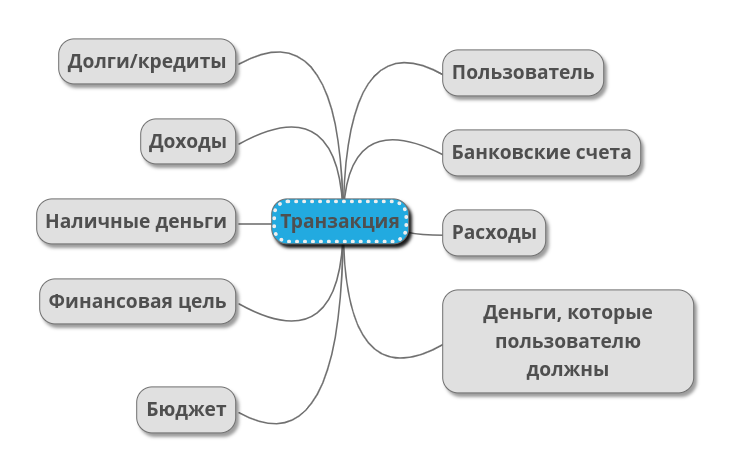 Долги/кредиты
Доходы
Наличные деньги
Финансовая цель
Бюджет
Транзакция
Пользователь
Банковские счета
Расходы
Деньги, которые
пользователю
должны